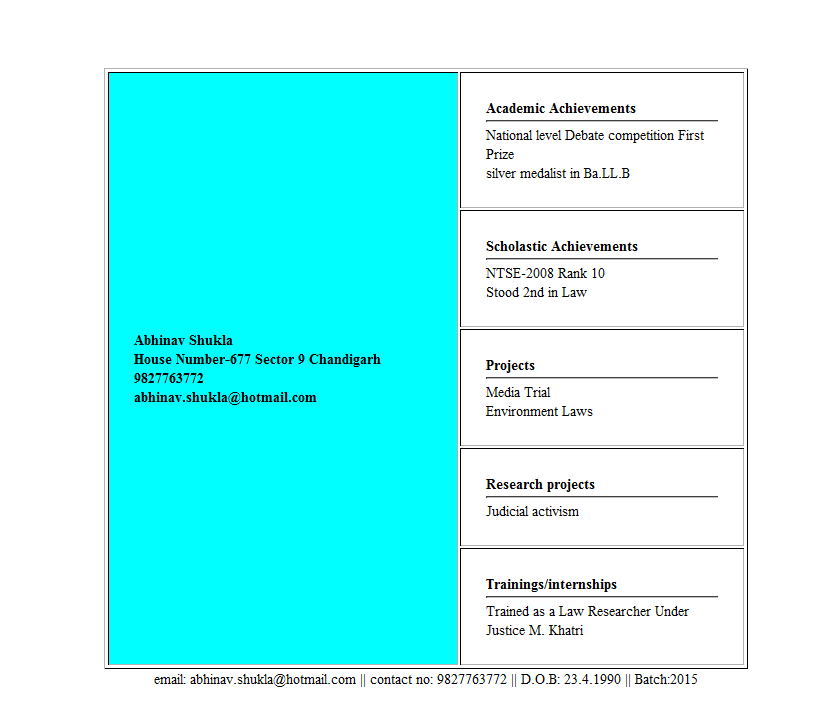 Abhinav Shukla
House Number-677 Sector 9 Chandigarh
9827763772
abhinav.shukla@hotmail.com
Academic Achievements
National level Debate competition First
Prize
silver medalist in Ba.LL.B
Scholastic Achievements
NTSE-2008 Rank 10
Stood 2nd in Law
Projects
Media Trial
Environment Laws
Research projects
Judicial activism
Trainings/internships
Trained as a Law Researcher Under
Justice M. Khatri
email: abhinav.shukla@hotmail.com || contact no: 9827763772 || D.O.B: 23.4.1990 || Batch:2015